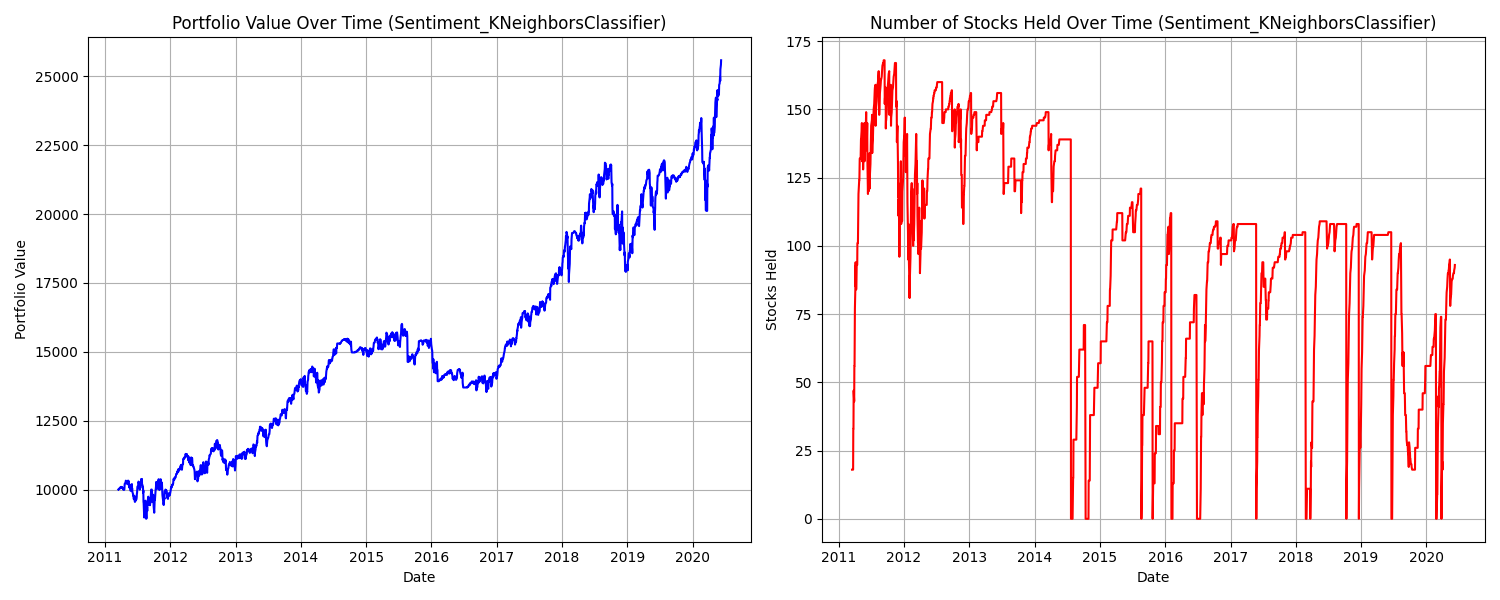 Portfolio Value Over Time (Sentiment_KNeighborsClassifier)
Portfolio Value
25000
22500
20000
17500
15000
12500
10000
2011 2012 2013 2014 2015 2016 2017 2018 2019 2020
Date
Number of Stocks Held Over Time (Sentiment_KNeighborsClassifier)
Stocks Held
175
150
125
100
75
50
25
0
2011 2012 2013 2014 2015 2016 2017 2018 2019 2020
Date